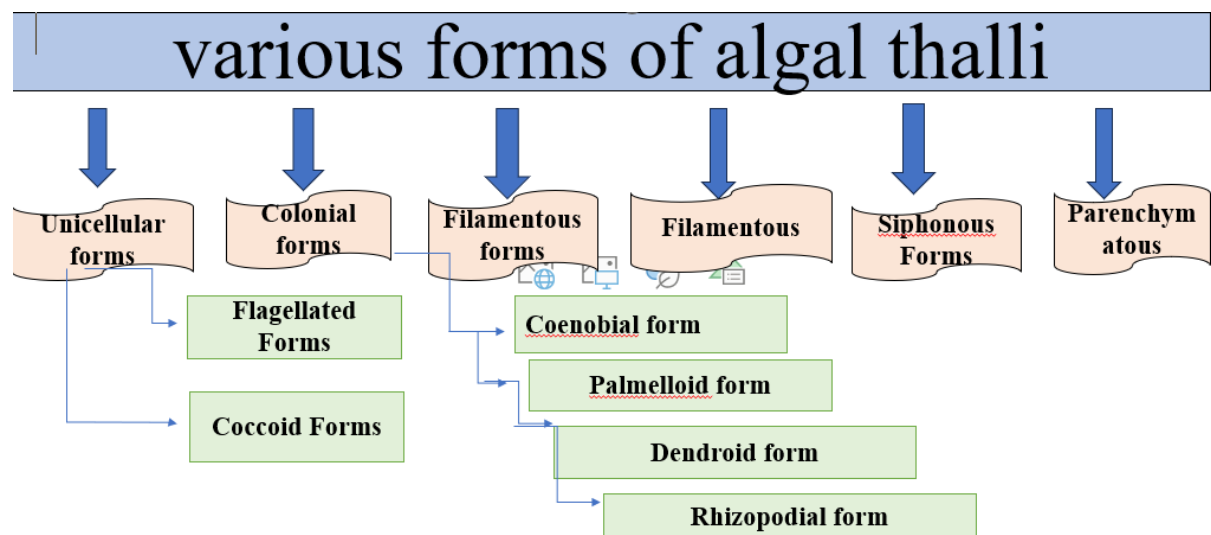 various forms of algal thalli
Unicellular
forms
Colonial
forms
Filamentous
forms
Filamentous
Siphonous
Forms
Parenchym
atous
Flagellated
Forms
Coccoid Forms
Coenobial form
Palmelloid form
Dendroid form
Rhizopodial form